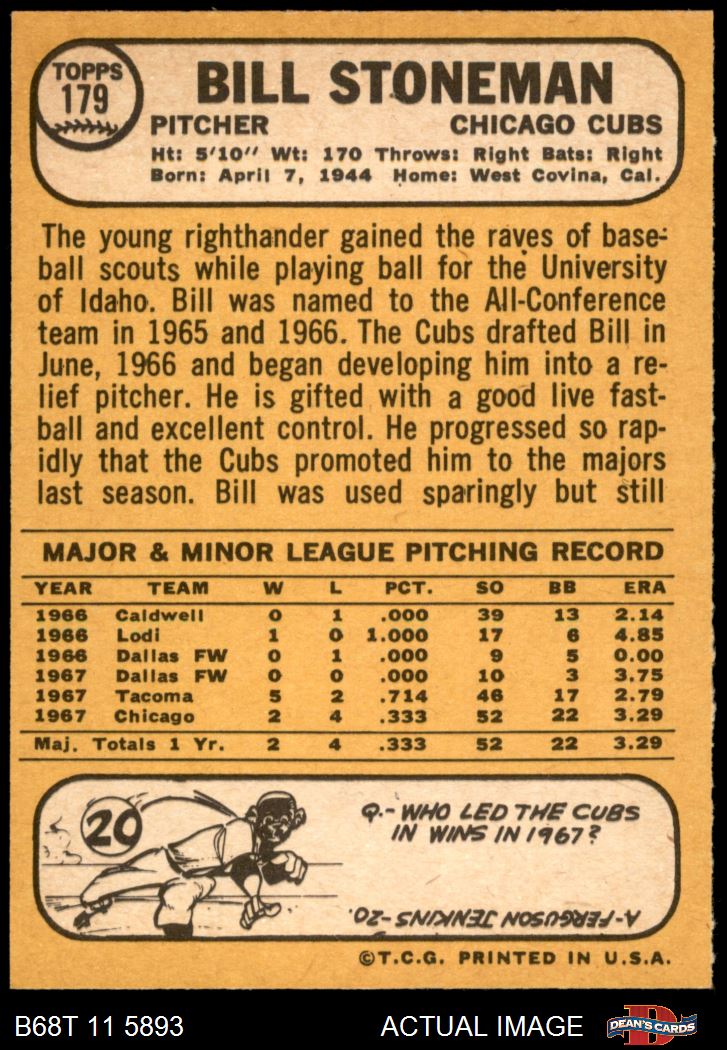 TOPPS
179
BILL STONEMAN
PITCHER CHICAGO CUBS
Ht: 5'10" Wt: 170 Throws: Right Bats: Right
Born: April 7, 1944 Home: West Covina, Cal.
The young righthander gained the raves of base-
ball scouts while playing ball for the University
of Idaho. Bill was named to the All-Conference
team in 1965 and 1966. The Cubs drafted Bill in
June, 1966 and began developing him into a re-
lief pitcher. He is gifted with a good live fast-
ball and excellent control. He progressed so rap-
idly that the Cubs promoted him to the majors
last season. Bill was used sparingly but still
MAJOR & MINOR LEAGUE PITCHING RECORD
YEAR TEAM W L PCT. SO BB ERA
1966 Caldwell 0 1 .000 39 13 2.14
1966 Lodi 1 0 1.000 17 6 4.85
1966 Dallas FW 0 1 .000 9 5 0.00
1967 Dallas FW 0 0 .000 10 3 3.75
1967 Tacoma 5 2 .714 46 17 2.79
1967 Chicago 2 4 .333 52 22 3.29
Maj. Totals 1 Yr. 2 4 .333 52 22 3.29
20
Q.- WHO LED THE CUBS
IN WINS IN 1967?
A-FERGUSON JENKINS-20.
©T.C.G. PRINTED IN U.S.A.
B68T 11 5893 ACTUAL IMAGE DEAN'S CARDS